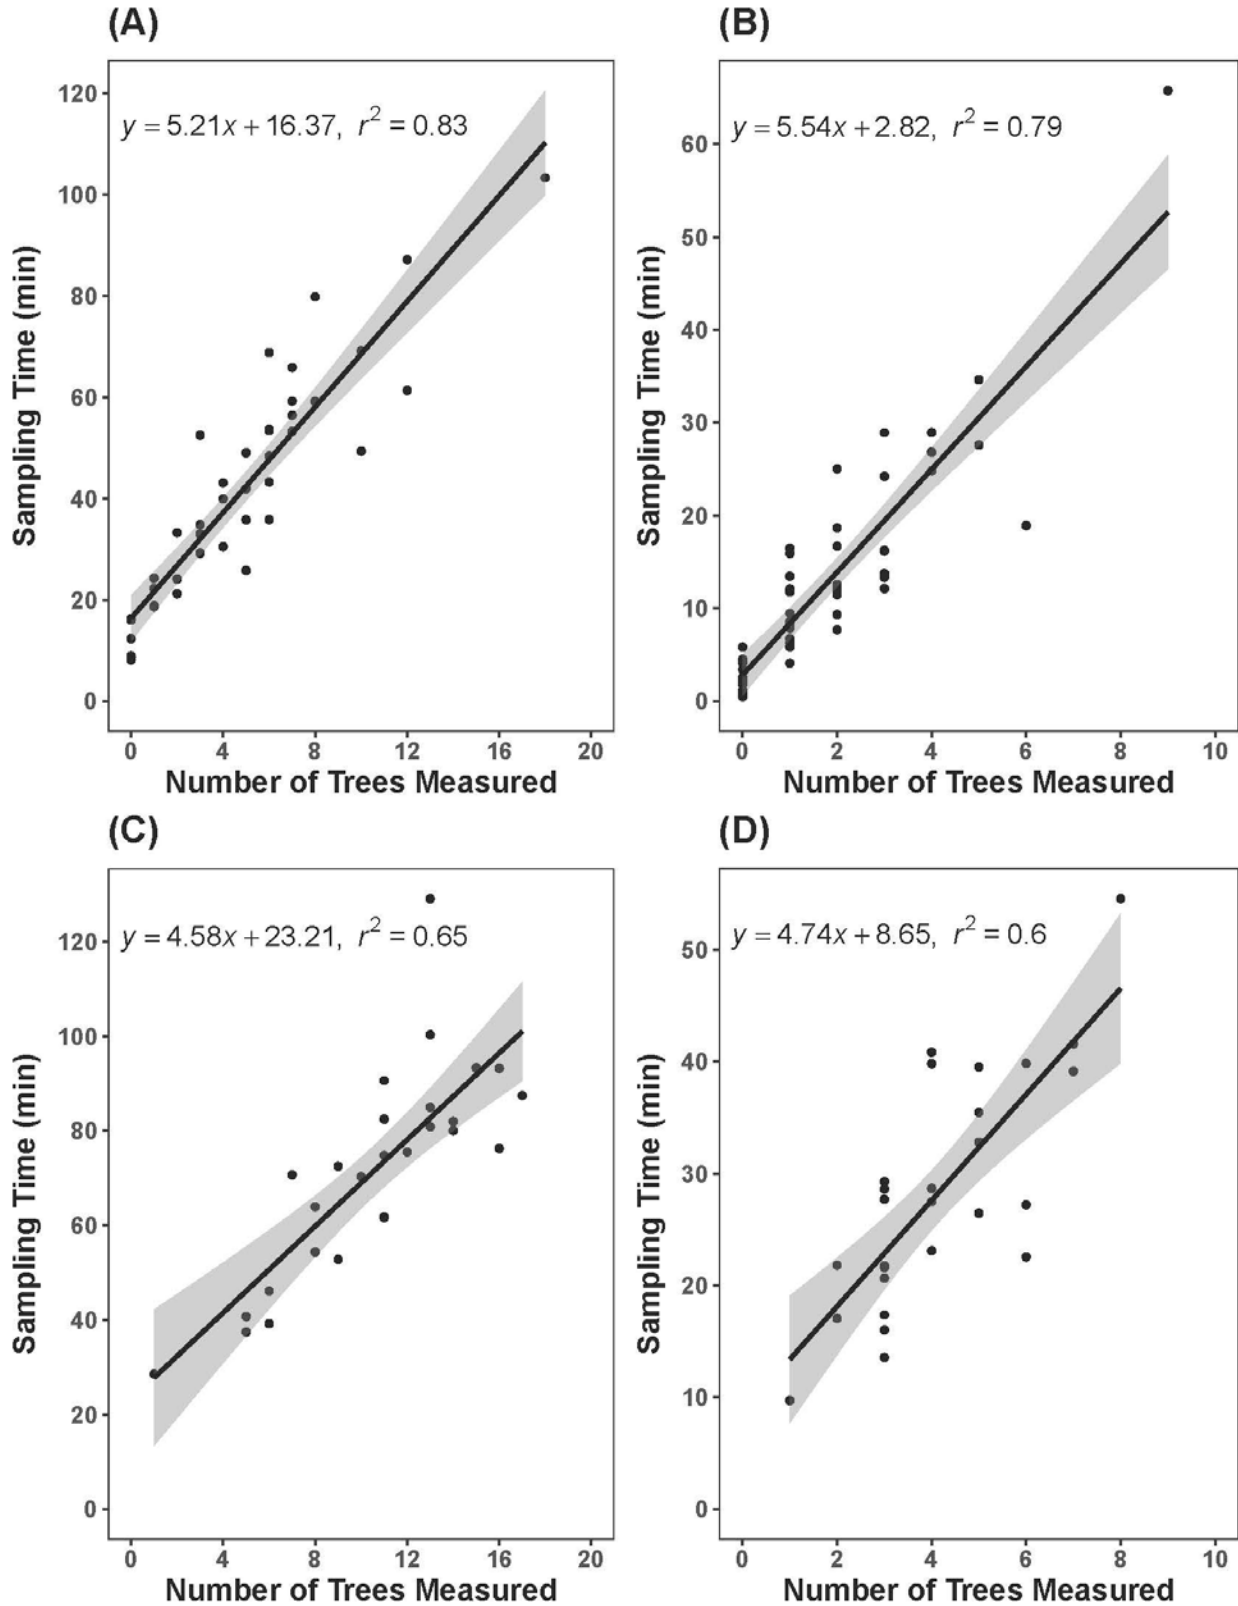 (A)
y = 5.21x + 16.37, r² = 0.83
120
100
80
60
40
20
0
Sampling Time (min)
0 4 8 12 16 20
Number of Trees Measured
(B)
y = 5.54x + 2.82, r² = 0.79
60
50
40
30
20
10
0
Sampling Time (min)
0 2 4 6 8 10
Number of Trees Measured
(C)
y = 4.58x + 23.21, r² = 0.65
120
100
80
60
40
20
0
Sampling Time (min)
0 4 8 12 16 20
Number of Trees Measured
(D)
y = 4.74x + 8.65, r² = 0.6
50
40
30
20
10
0
Sampling Time (min)
0 2 4 6 8 10
Number of Trees Measured